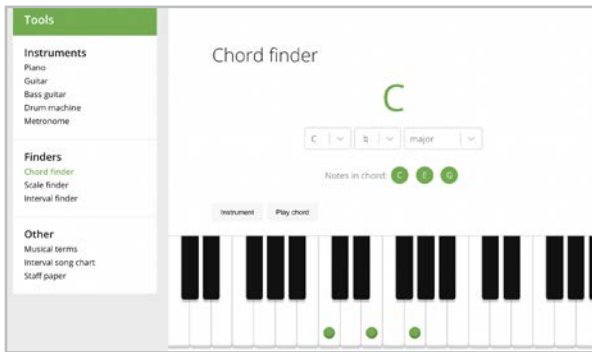 Tools
Instruments
Piano
Guitar
Bass guitar
Drum machine
Metronome
Finders
Chord finder
Scale finder
Interval finder
Other
Musical terms
Interval song chart
Staff paper
Chord finder
C
C ♮ major
Notes in chord: C E G
Instrument Play chord